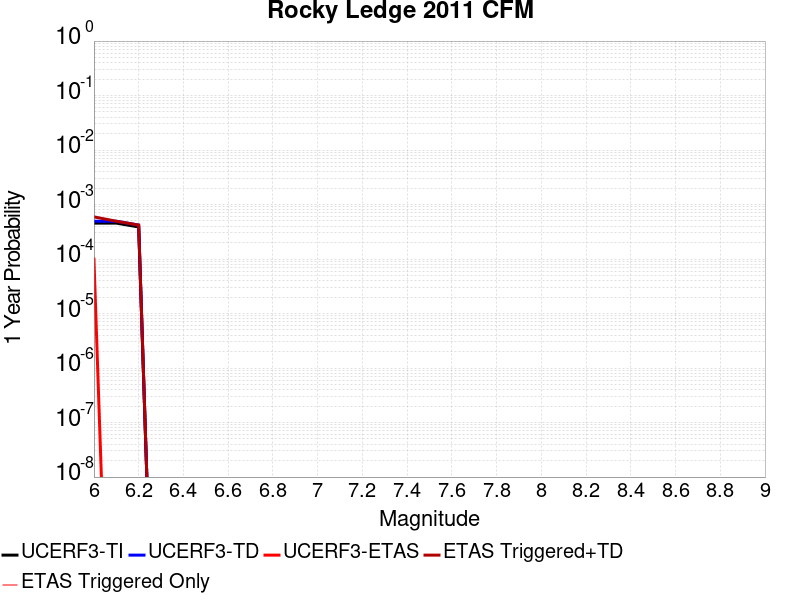 Rocky Ledge 2011 CFM
10^0
10^-1
10^-2
10^-3
10^-4
10^-5
10^-6
10^-7
10^-8
1 Year Probability
6 6.2 6.4 6.6 6.8 7 7.2 7.4 7.6 7.8 8 8.2 8.4 8.6 8.8 9
Magnitude
UCERF3-TI UCERF3-TD UCERF3-ETAS ETAS Triggered+TD
ETAS Triggered Only